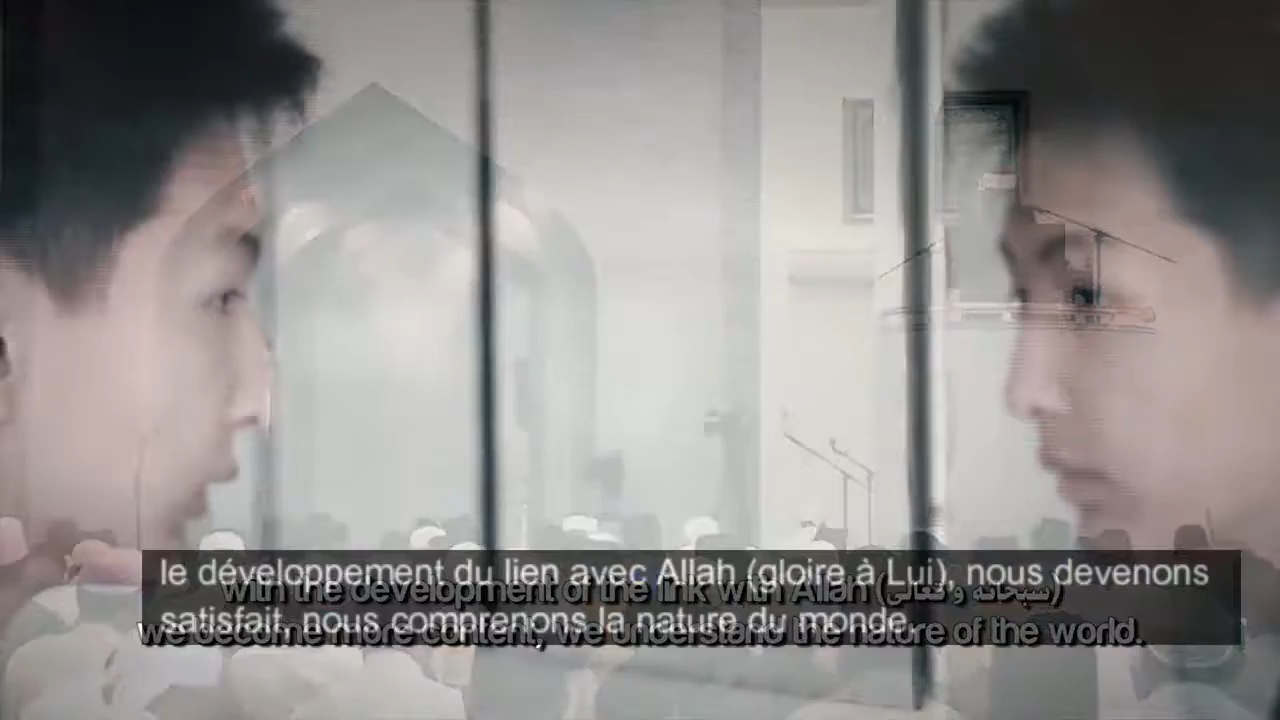 le développement du lien avec Allah (gloire à Lui), nous devenons
satisfait, nous comprenons la nature du monde.
with the development of the link with Allah (سبحانه و تعالى)
we become more content, we understand the nature of the world.